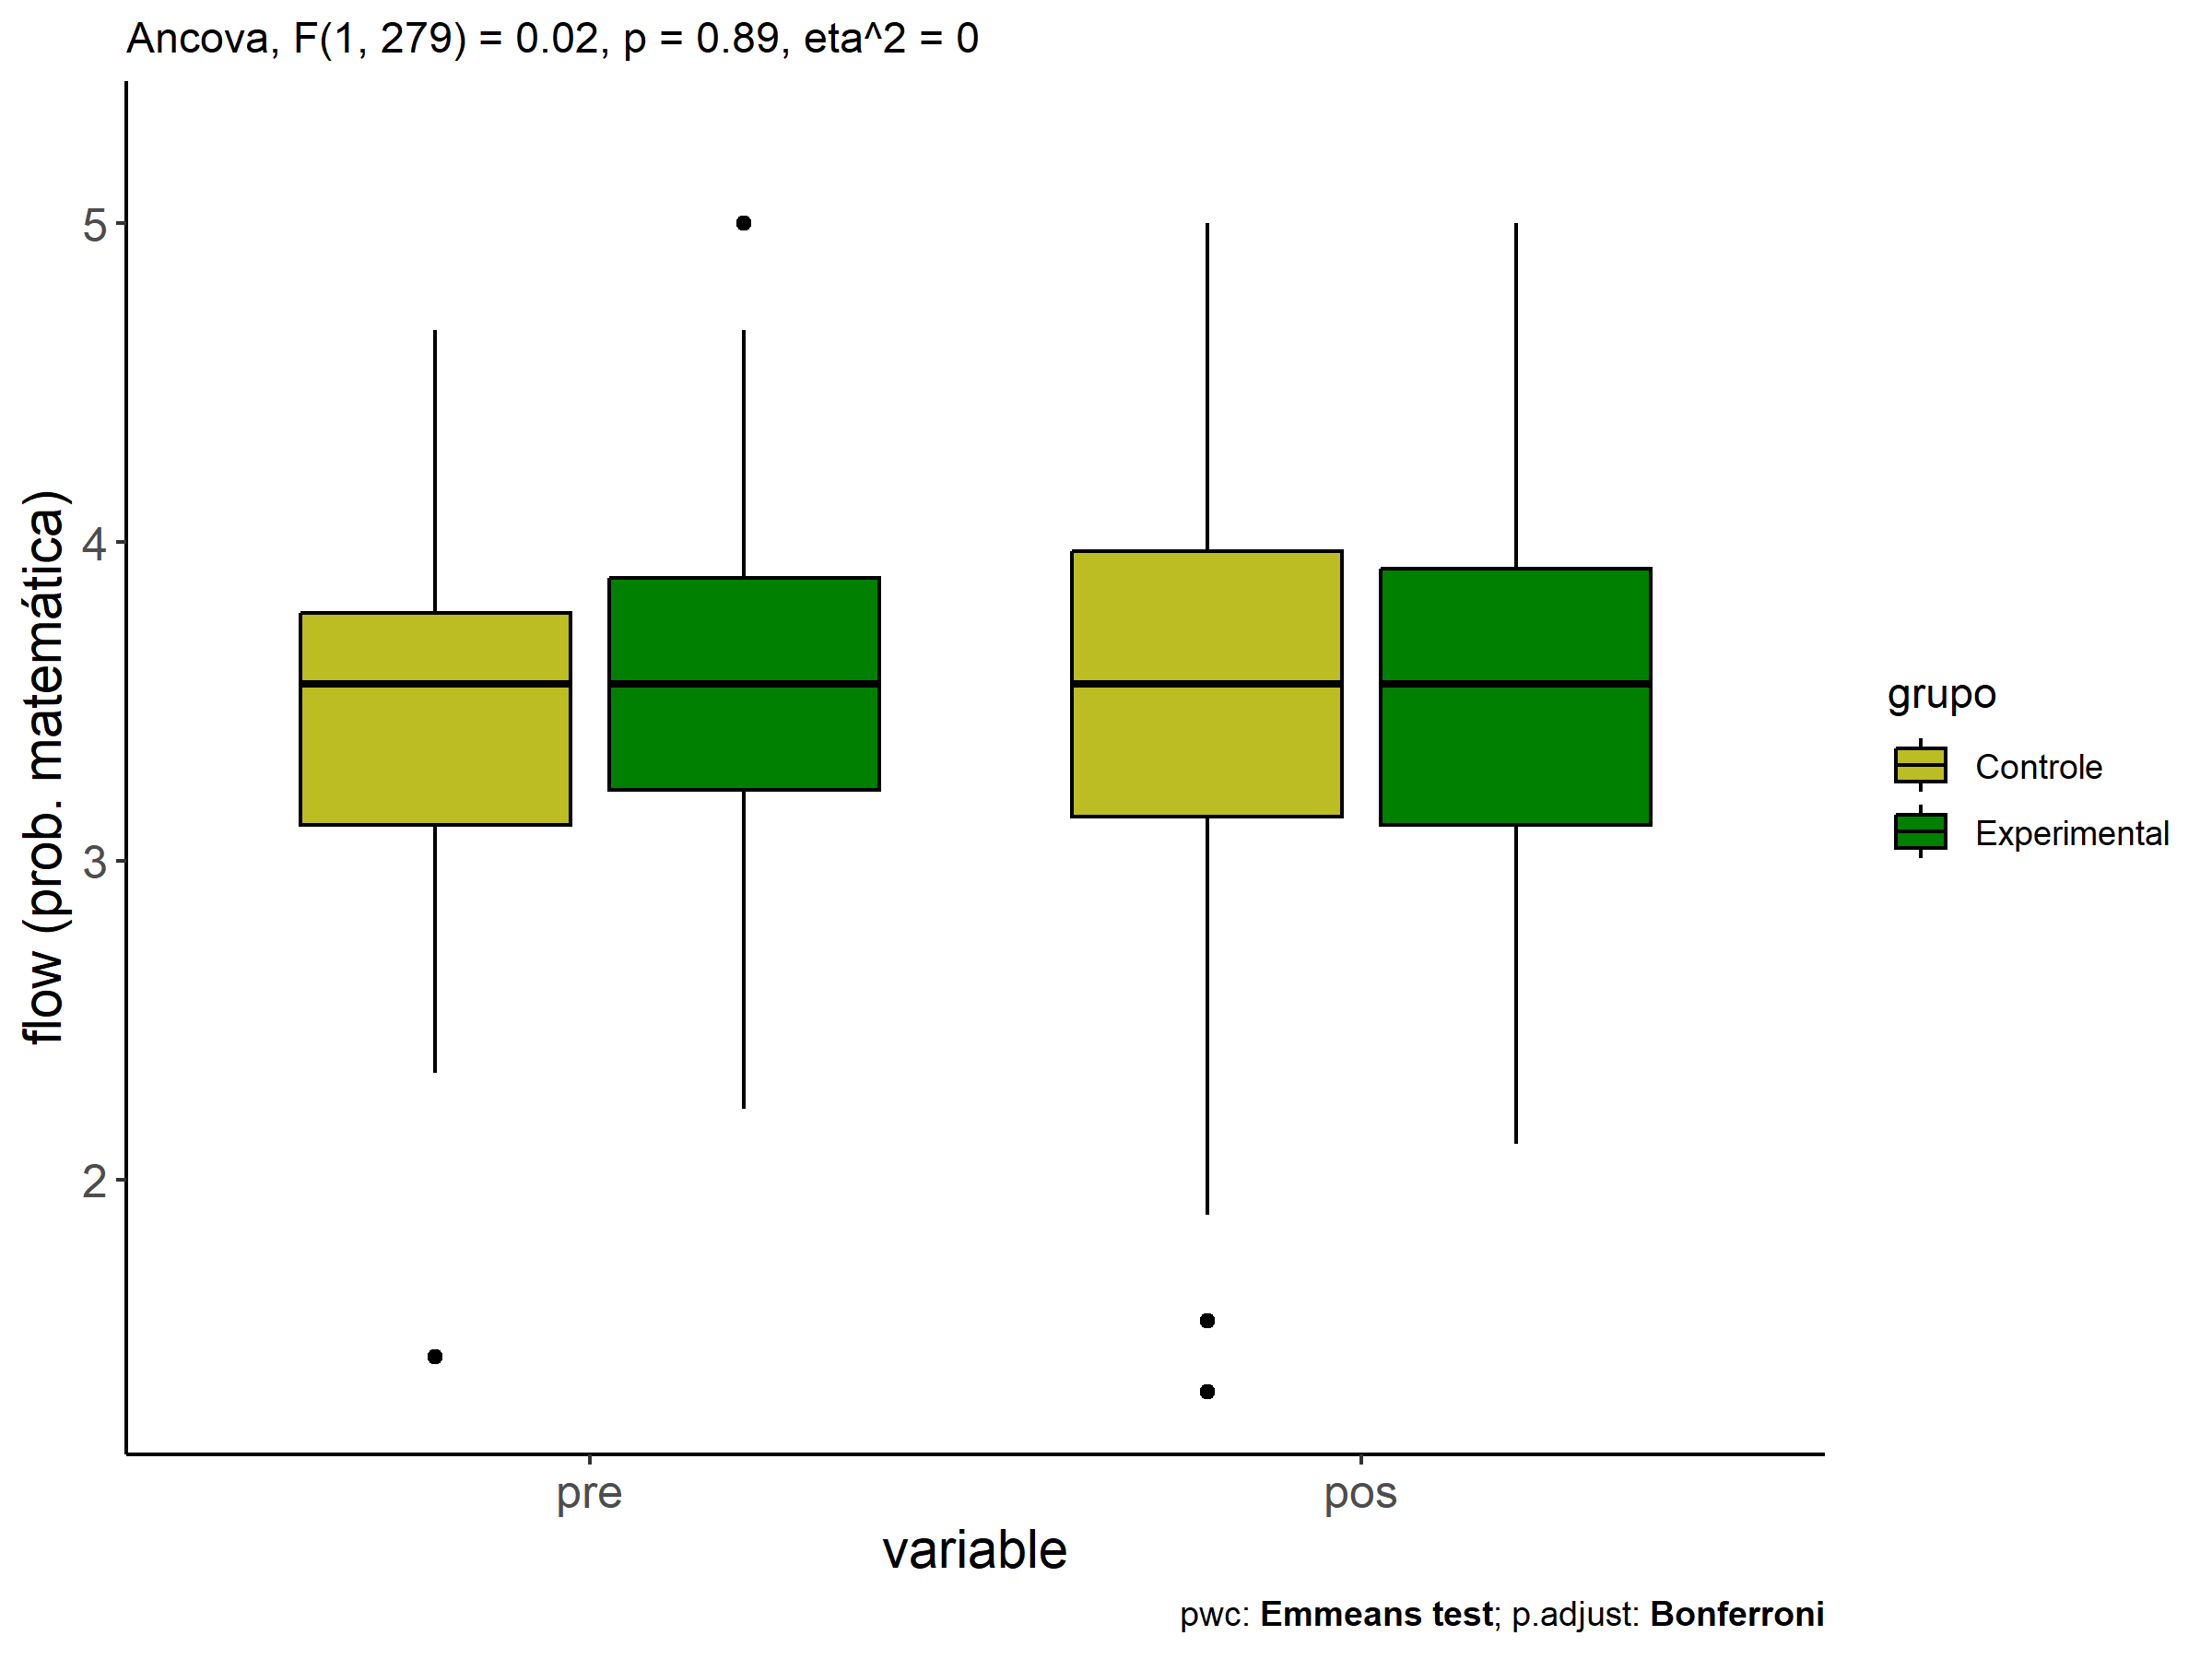 Ancova, F(1, 279) = 0.02, p = 0.89, eta^2 = 0
flow (prob. matemática)
5
4
3
2
pre
pos
variable
grupo
Controle
Experimental
pwc: Emmeans test; p.adjust: Bonferroni